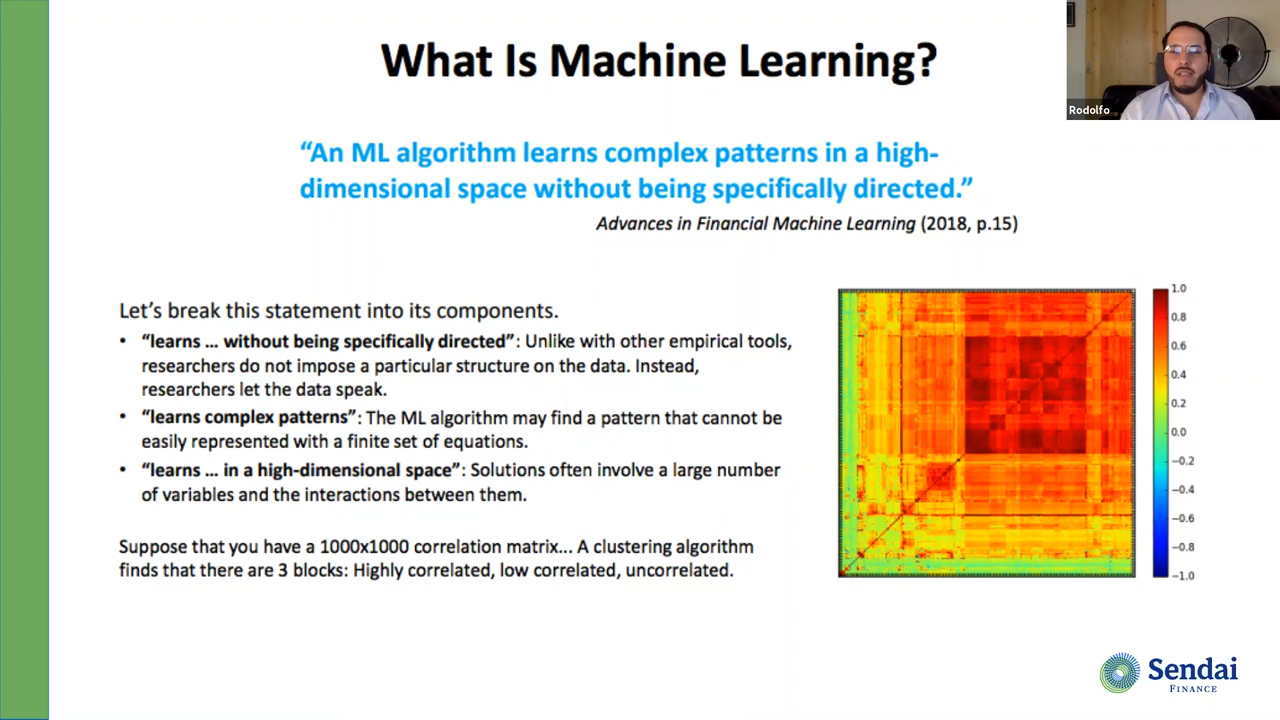 What Is Machine Learning?
Rodolfo
“An ML algorithm learns complex patterns in a high-
dimensional space without being specifically directed.”
Advances in Financial Machine Learning (2018, p.15)
Let’s break this statement into its components.
• “learns ... without being specifically directed”: Unlike with other empirical tools,
researchers do not impose a particular structure on the data. Instead,
researchers let the data speak.
• “learns complex patterns”: The ML algorithm may find a pattern that cannot be
easily represented with a finite set of equations.
• “learns ... in a high-dimensional space”: Solutions often involve a large number
of variables and the interactions between them.
Suppose that you have a 1000x1000 correlation matrix... A clustering algorithm
finds that there are 3 blocks: Highly correlated, low correlated, uncorrelated.
1.0
0.8
0.6
0.4
0.2
0.0
−0.2
−0.4
−0.6
−0.8
−1.0
Sendai
FINANCE